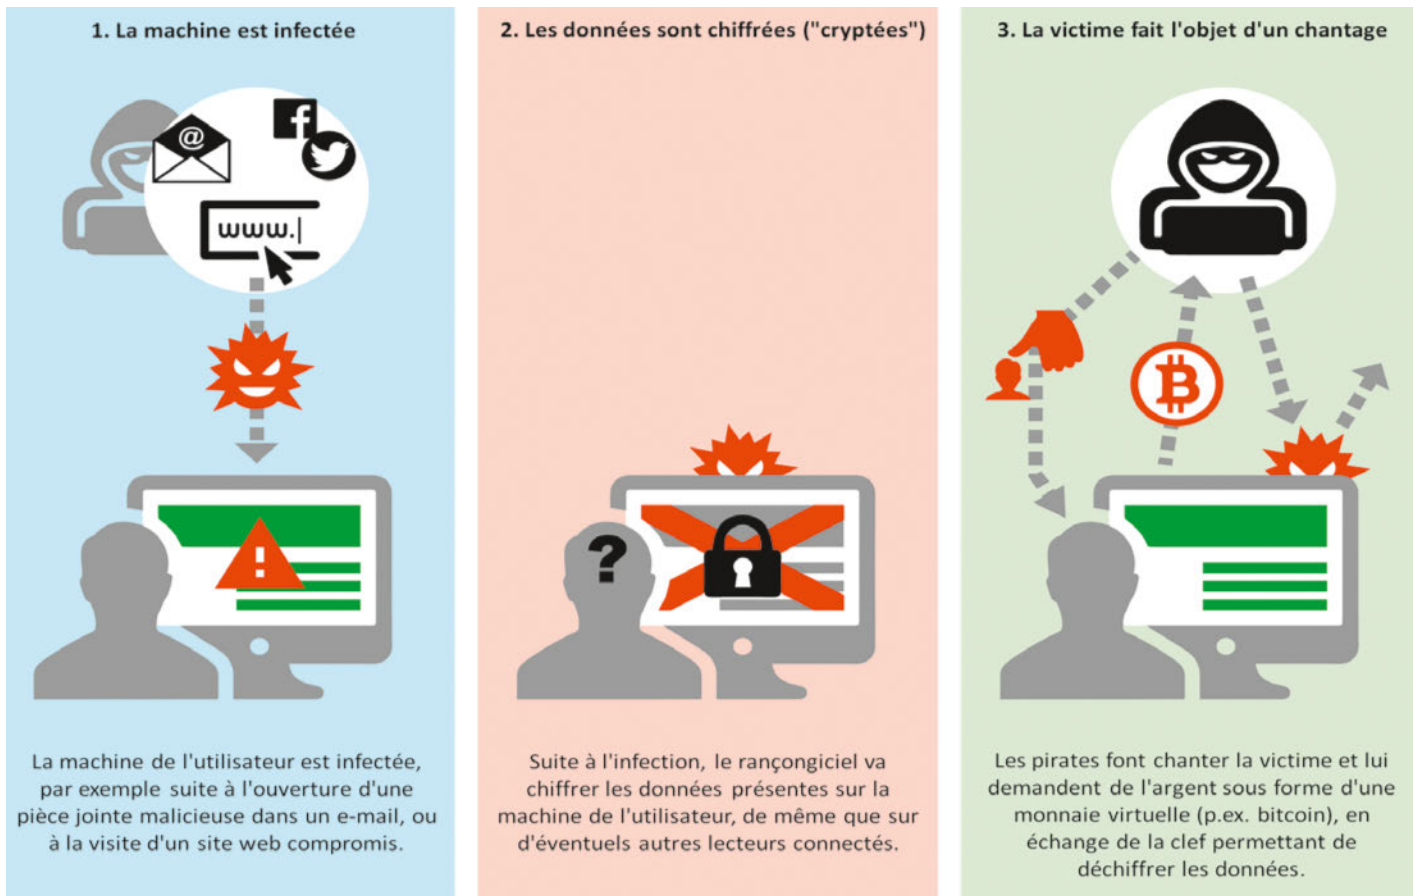 1. La machine est infectée
@
f
www.|
!
La machine de l'utilisateur est infectée,
par exemple suite à l'ouverture d'une
pièce jointe malicieuse dans un e-mail, ou
à la visite d'un site web compromis.
2. Les données sont chiffrées ("cryptées")
?
Suite à l'infection, le rançongiciel va
chiffrer les données présentes sur la
machine de l'utilisateur, de même que sur
d'éventuels autres lecteurs connectés.
3. La victime fait l'objet d'un chantage
₿
Les pirates font chanter la victime et lui
demandent de l'argent sous forme d'une
monnaie virtuelle (p.ex. bitcoin), en
échange de la clef permettant de
déchiffrer les données.